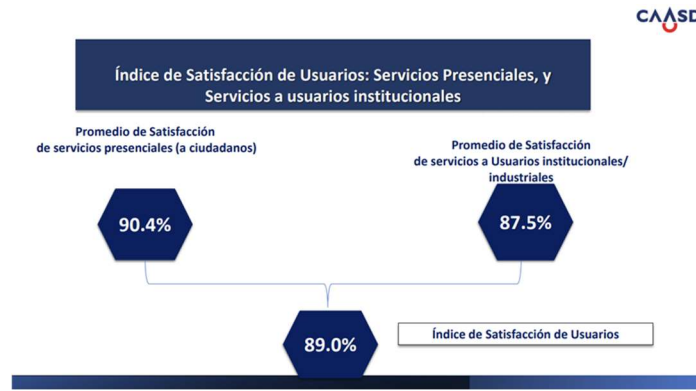 CAASD
Índice de Satisfacción de Usuarios: Servicios Presenciales, y
Servicios a usuarios institucionales
Promedio de Satisfacción
de servicios presenciales (a ciudadanos)
Promedio de Satisfacción
de servicios a Usuarios institucionales/
industriales
90.4%
87.5%
89.0%
Índice de Satisfacción de Usuarios